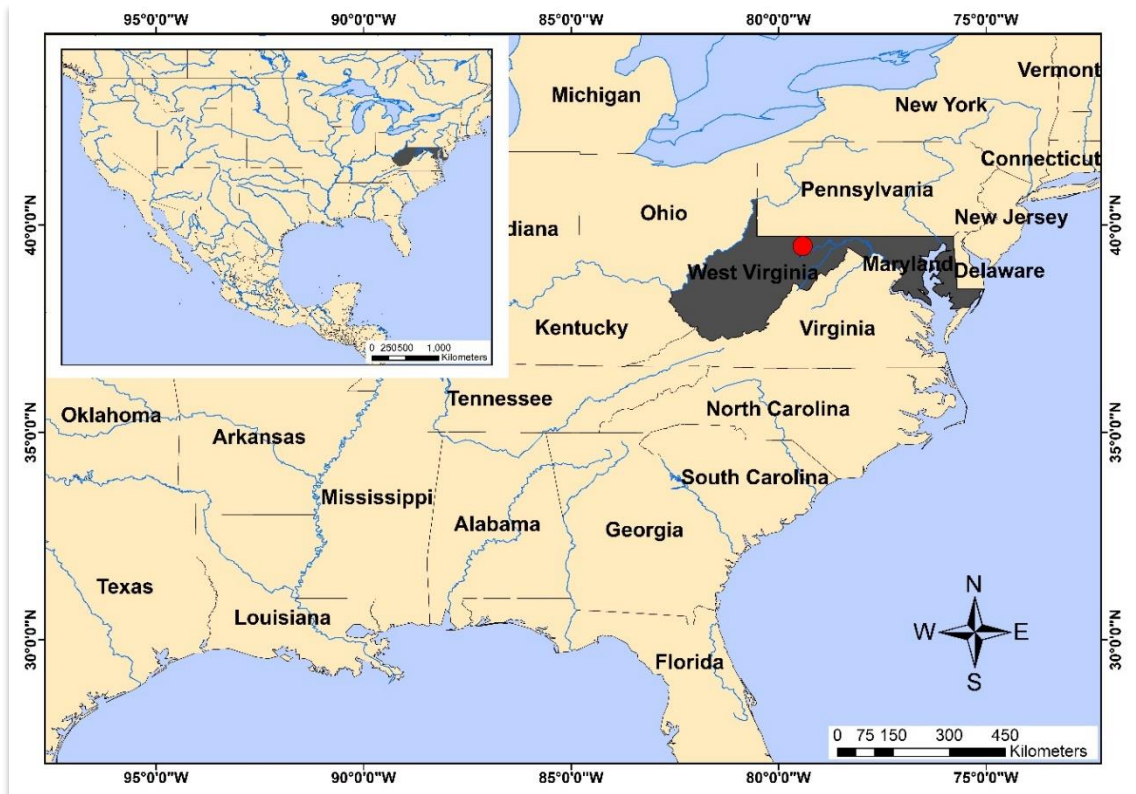 95°0'0"W 90°0'0"W 85°0'0"W 80°0'0"W 75°0'0"W
Vermont
Michigan
New York
Connecticut
Pennsylvania
40°0'0"N
Ohio
New Jersey
40°0'0"N
diana
Maryland
Delaware
West Virginia
Kentucky
Virginia
0 250500 1,000
Kilometers
Tennessee
North Carolina
Oklahoma
Arkansas
35°0'0"N
35°0'0"N
South Carolina
Mississippi
Alabama
Georgia
Texas
Louisiana
N
W E
S
30°0'0"N
30°0'0"N
Florida
0 75 150 300 450
Kilometers
95°0'0"W 90°0'0"W 85°0'0"W 80°0'0"W 75°0'0"W